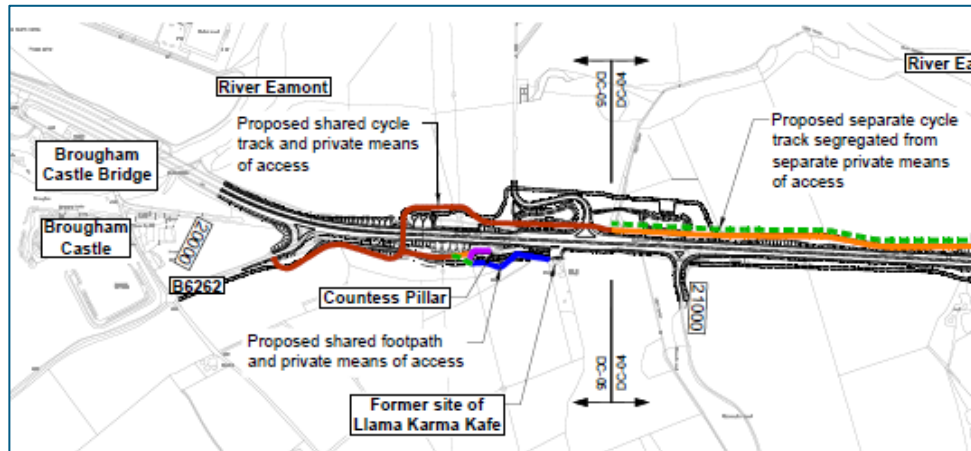 River Eamont
River Ea
DC-05
DC-04
Proposed shared cycle
track and private means
of access
Proposed separate cycle
track segregated from
separate private means
of access
Brougham
Castle Bridge
Brougham
Castle
20000
B6262
Countess Pillar
21000
Proposed shared footpath
and private means of access
DC-05
DC-04
Former site of
Llama Karma Kafe